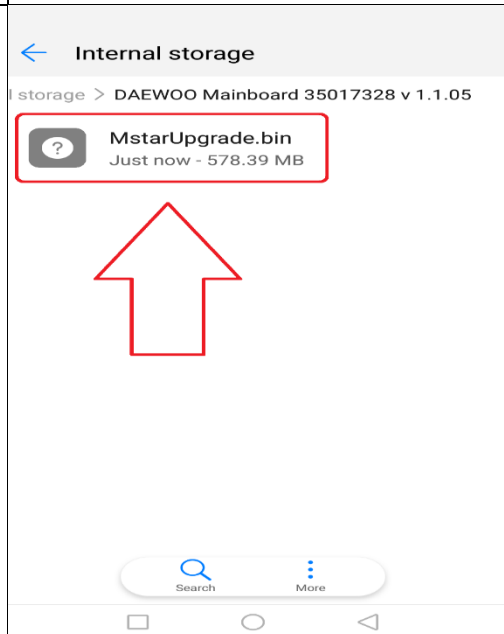 Internal storage
l storage > DAEWOO Mainboard 35017328 v 1.1.05
?
MstarUpgrade.bin
Just now - 578.39 MB
Search
More